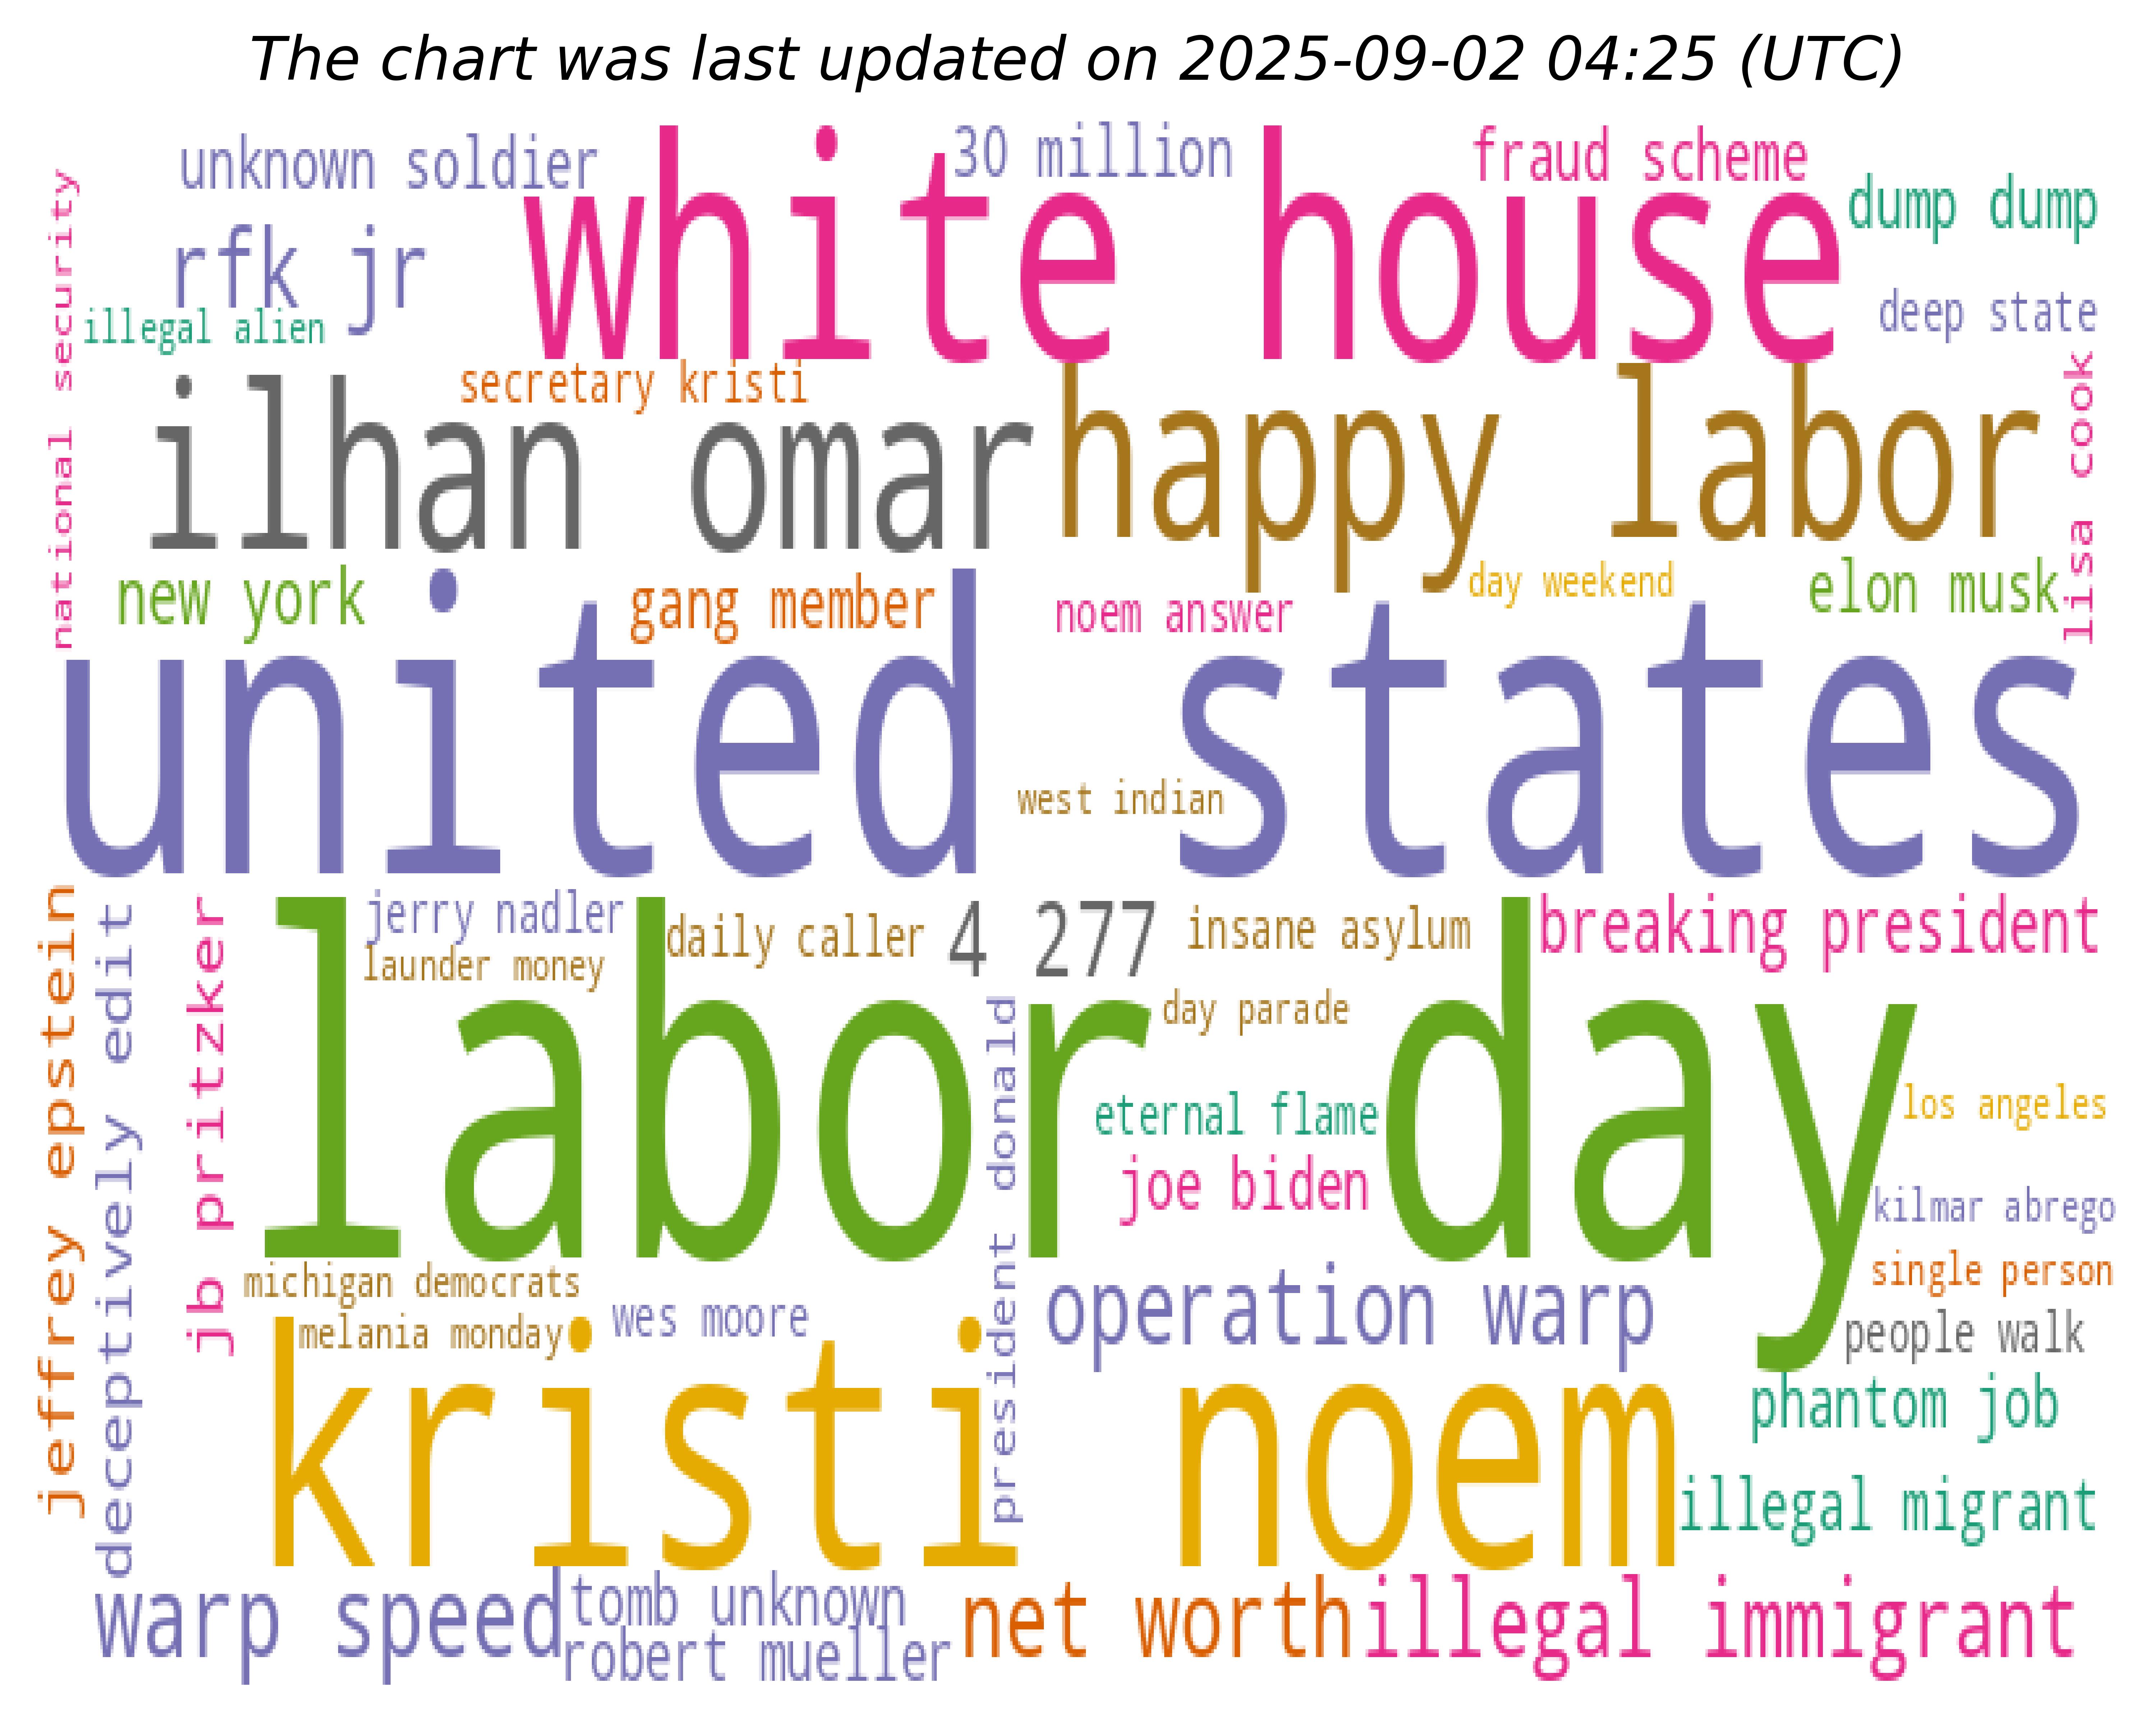 The chart was last updated on 2025-09-02 04:25 (UTC)
unknown soldier
30 million
fraud scheme
white house
dump dump
national security
rfk jr
deep state
illegal alien
secretary kristi
ilhan omar
happy labor
lisa cook
new york
gang member
noem answer
day weekend
elon musk
united states
west indian
jeffrey epstein
deceptively edit
jb pritzker
jerry nadler
launder money
daily caller
4 277
insane asylum
breaking president
day parade
labor day
president donald
eternal flame
los angeles
joe biden
kilmar abrego
michigan democrats
operation warp
single person
melania monday
wes moore
people walk
kristi noem
phantom job
illegal migrant
warp speed
tomb unknown
robert mueller
net worth
illegal immigrant